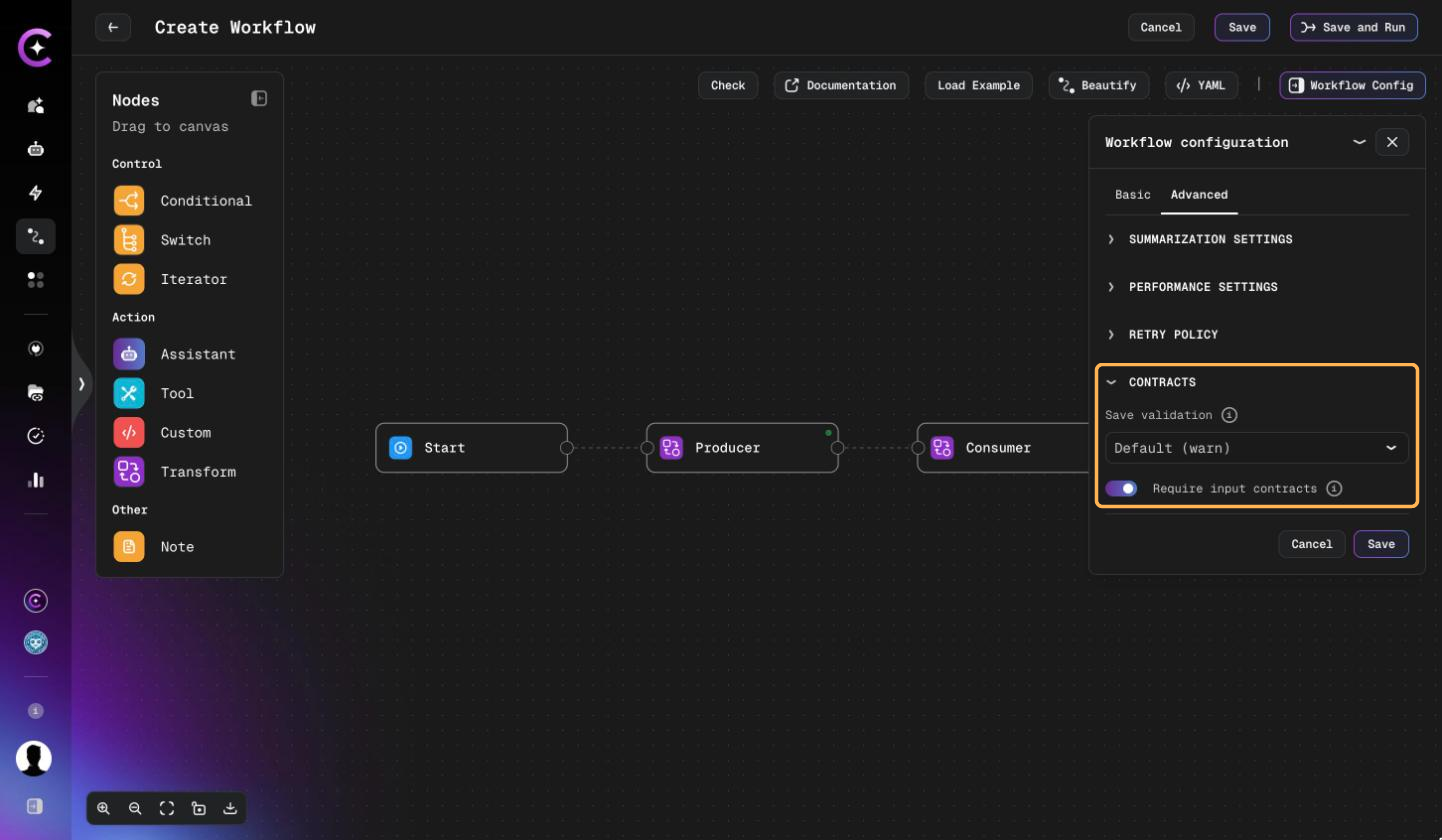 Create Workflow
Cancel
Save
Save and Run
Check
Documentation
Load Example
Beautify
YAML
Workflow Config
Nodes
Drag to canvas
Control
Conditional
Switch
Iterator
Action
Assistant
Tool
Custom
Transform
Other
Note
Start
Producer
Consumer
Workflow configuration
Basic
Advanced
SUMMARIZATION SETTINGS
PERFORMANCE SETTINGS
RETRY POLICY
CONTRACTS
Save validation
Default (warn)
Require input contracts
Cancel
Save